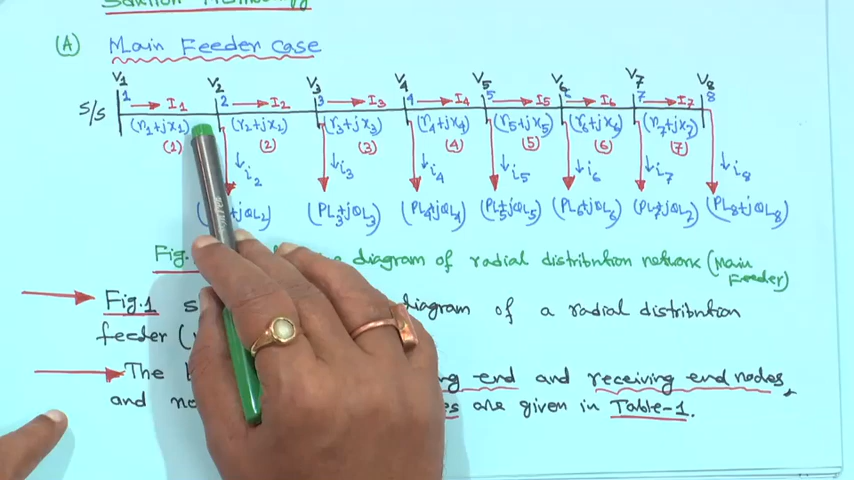 Solution Methodology
(A) Main Feeder case
V1 V2 V3 V4 V5 V6 V7 V8
S/S 1 → I1 2 → I2 3 → I3 4 → I4 5 → I5 6 → I6 7 → I7 8
(r1+jx1) (r2+jx2) (r3+jx3) (r4+jx4) (r5+jx5) (r6+jx6) (r7+jx7)
(1) (2) (3) (4) (5) (6) (7)
↓i2 ↓i3 ↓i4 ↓i5 ↓i6 ↓i7 ↓i8
+jQL2) (PL3+jQL3) (PL4+jQL4) (PL5+jQL5) (PL6+jQL6) (PL7+jQL7) (PL8+jQL8)
Fig. diagram of radial distribution network (Main
Feeder)
Fig.1 diagram of a radial distribution
feeder
The end and receiving end nodes,
and are given in Table-1.